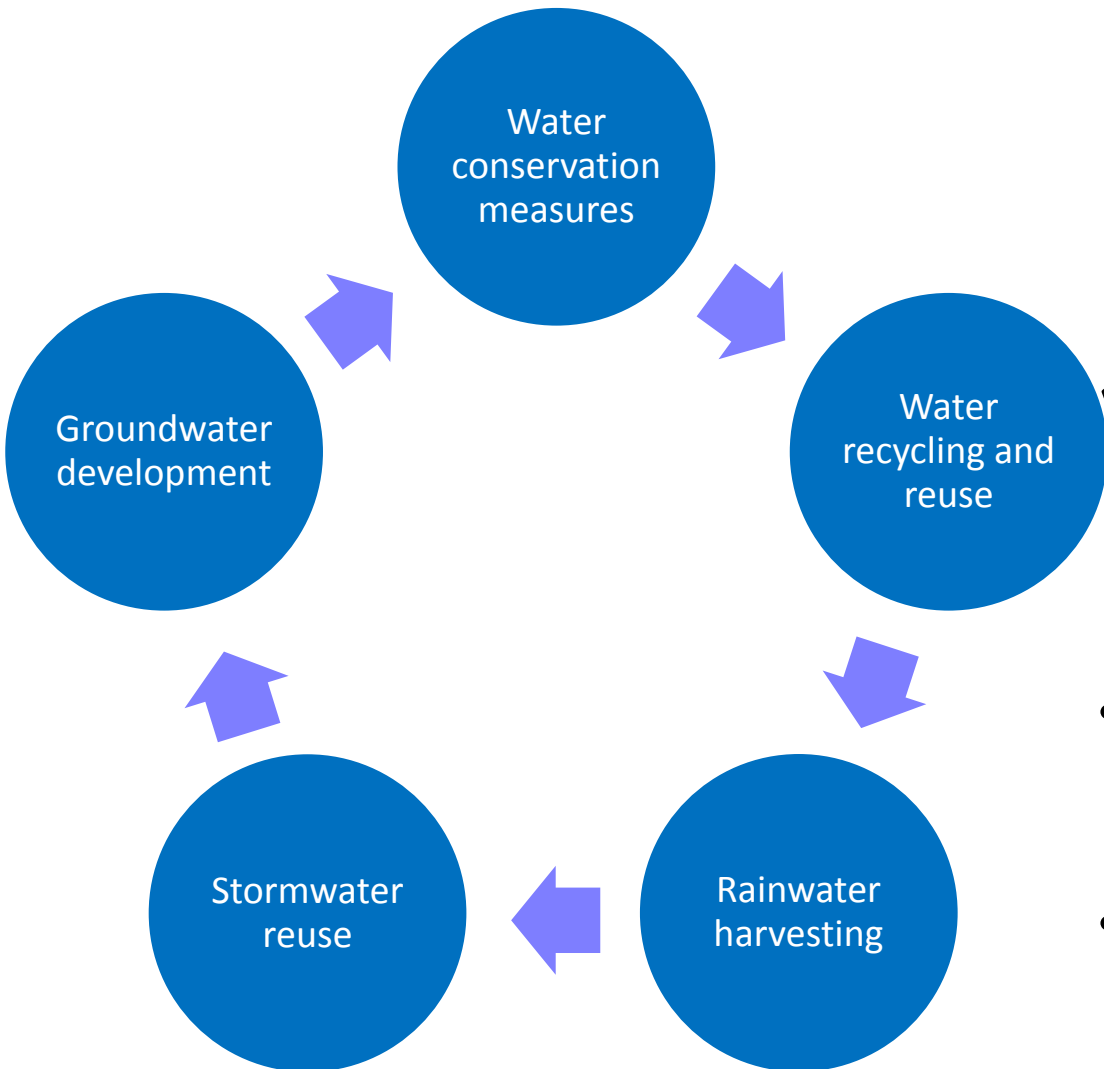 Water
conservation
measures
Water
recycling and
reuse
Rainwater
harvesting
Stormwater
reuse
Groundwater
development